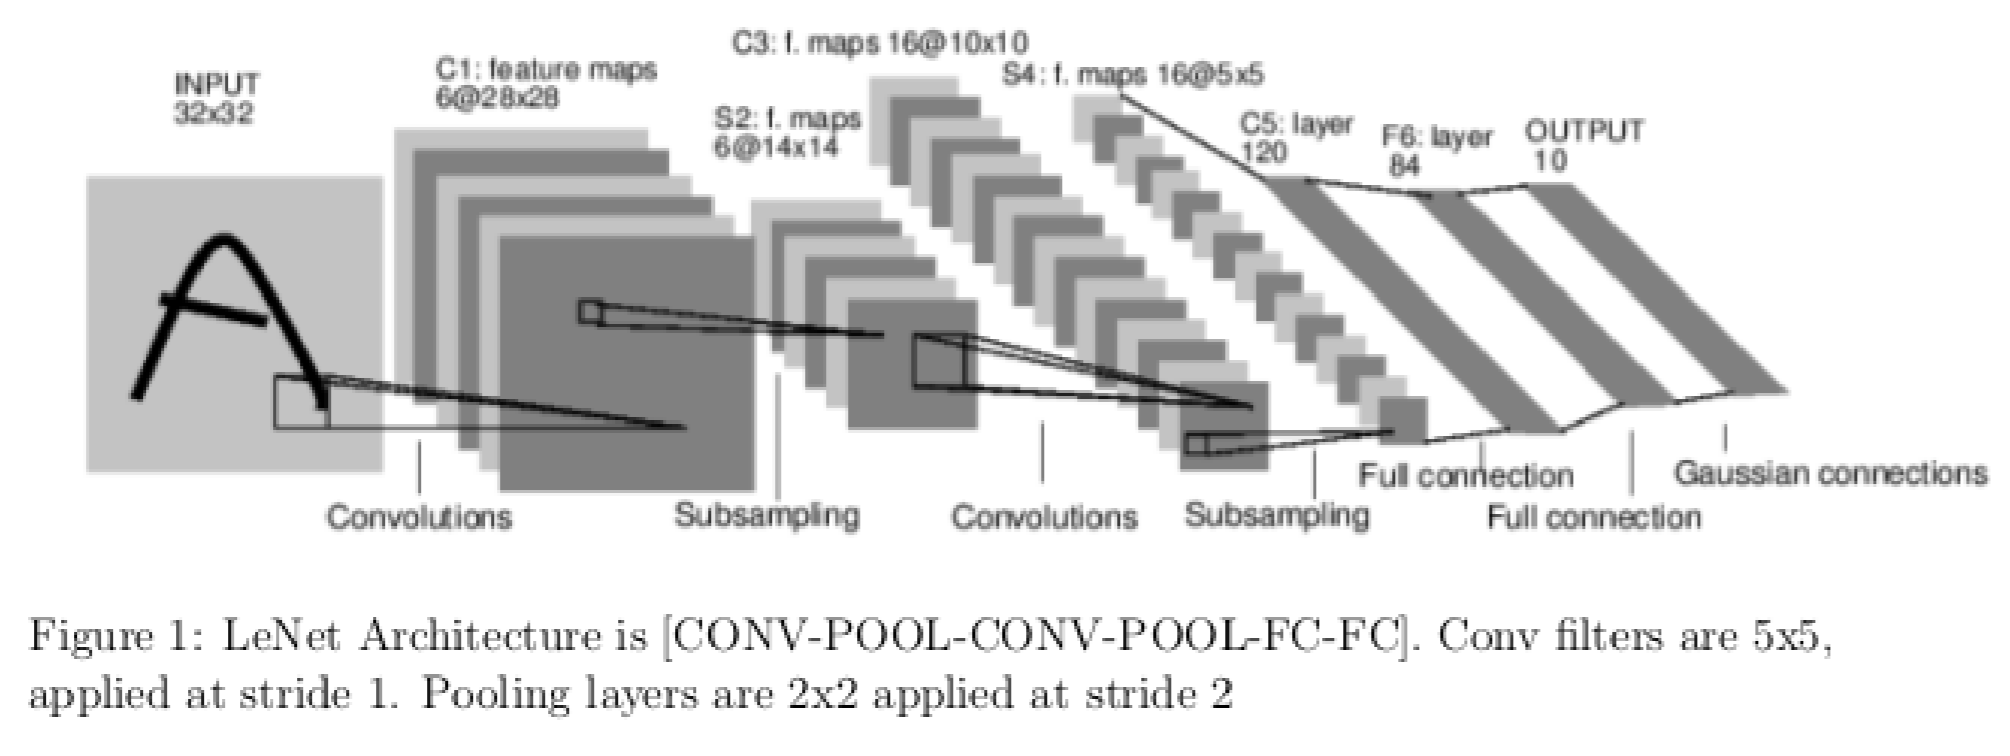 INPUT
32x32
C1: feature maps
6@28x28
S2: f. maps
6@14x14
C3: f. maps 16@10x10
S4: f. maps 16@5x5
C5: layer
120
F6: layer
84
OUTPUT
10
Convolutions
Subsampling
Convolutions
Subsampling
Full connection
Full connection
Gaussian connections
Figure 1: LeNet Architecture is [CONV-POOL-CONV-POOL-FC-FC]. Conv filters are 5x5,
applied at stride 1. Pooling layers are 2x2 applied at stride 2